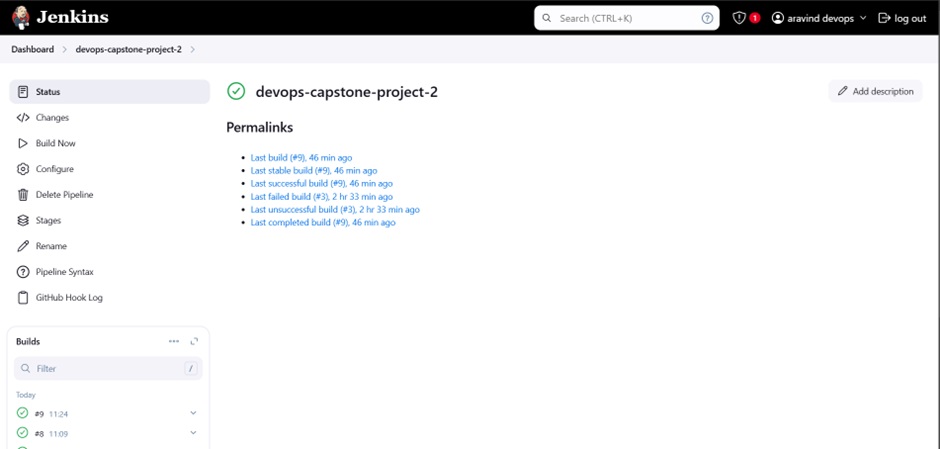 Jenkins
Search (CTRL+K)
?
1
aravind devops
log out
Dashboard
devops-capstone-project-2
Status
Changes
Build Now
Configure
Delete Pipeline
Stages
Rename
Pipeline Syntax
GitHub Hook Log
Builds
Filter
/
Today
#9 11:24
#8 11:09
devops-capstone-project-2
Add description
Permalinks
Last build (#9), 46 min ago
Last stable build (#9), 46 min ago
Last successful build (#9), 46 min ago
Last failed build (#3), 2 hr 33 min ago
Last unsuccessful build (#3), 2 hr 33 min ago
Last completed build (#9), 46 min ago